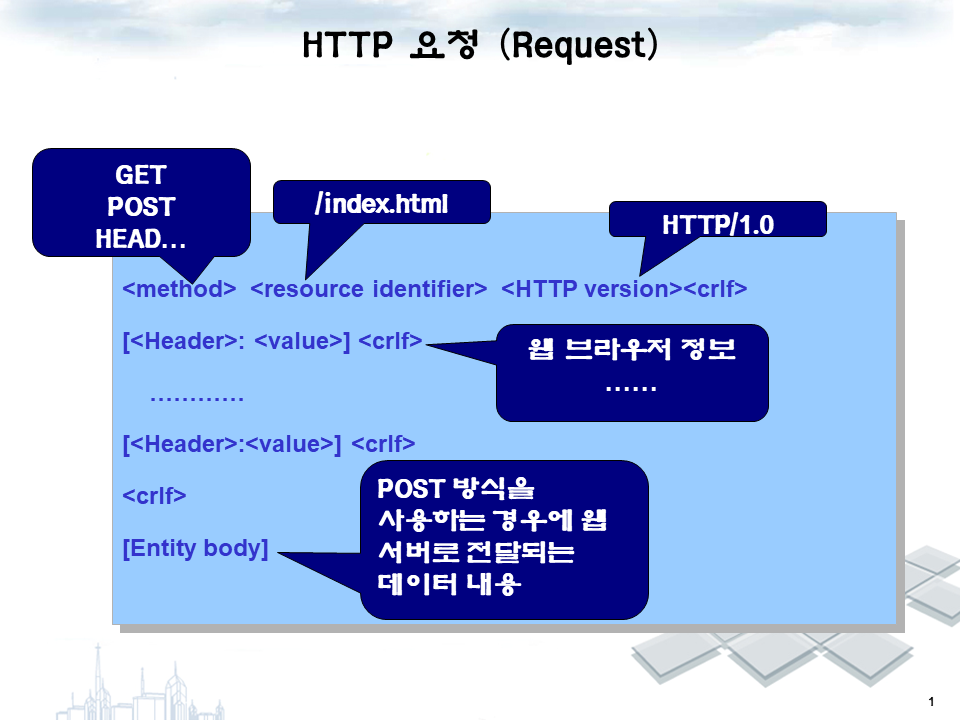 HTTP 요청 (Request)
GET
POST
HEAD...
/index.html
HTTP/1.0
<method> <resource identifier> <HTTP version><crlf>
[<Header>: <value>] <crlf>
웹 브라우저 정보
......
............
[<Header>:<value>] <crlf>
<crlf>
POST 방식을
사용하는 경우에 웹
서버로 전달되는
데이터 내용
[Entity body]
1